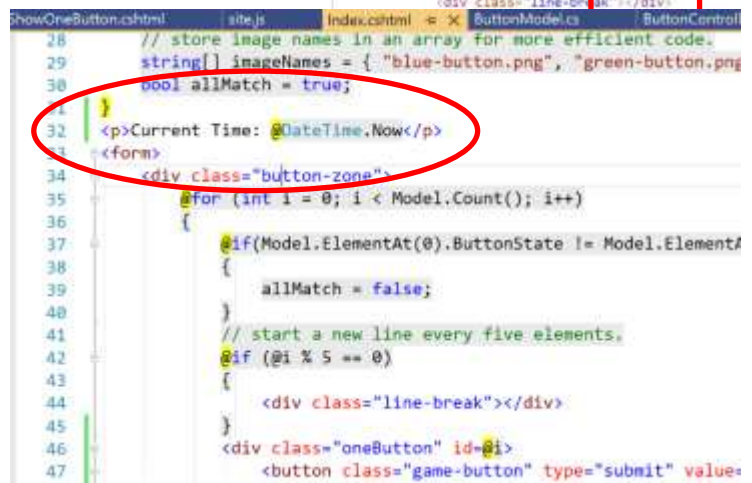 <div class="line-break"></div>
ShowOneButton.cshtml site.js Index.cshtml ButtonModel.cs ButtonControll
28 // store image names in an array for more efficient code.
29 string[] imageNames = { "blue-button.png", "green-button.png
30 bool allMatch = true;
31 }
32 <p>Current Time: @DateTime.Now</p>
33 <form>
34 <div class="button-zone">
35 @for (int i = 0; i < Model.Count(); i++)
36 {
37 @if(Model.ElementAt(0).ButtonState != Model.ElementA
38 {
39 allMatch = false;
40 }
41 // start a new line every five elements.
42 @if (@i % 5 == 0)
43 {
44 <div class="line-break"></div>
45 }
46 <div class="oneButton" id=@i>
47 <button class="game-button" type="submit" value=